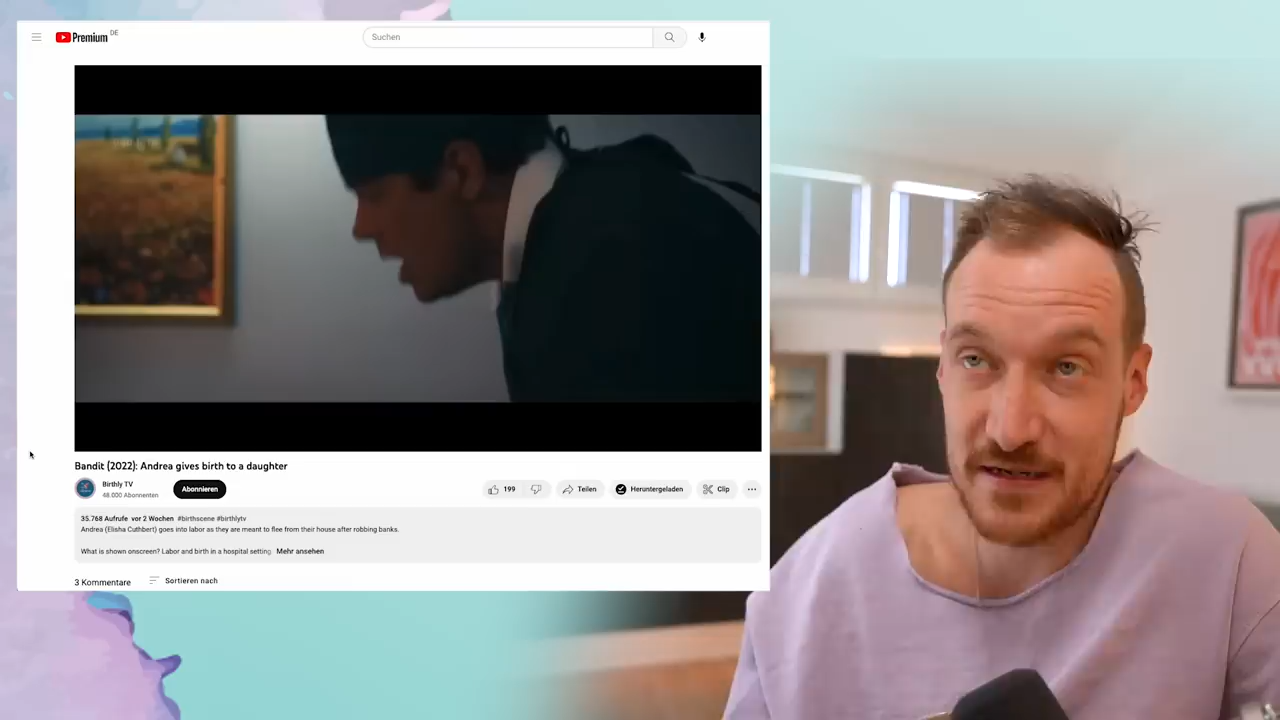 Premium DE
Suchen
Bandit (2022): Andrea gives birth to a daughter
Birthly TV
48.000 Abonnenten
Abonnieren
199
Teilen
Heruntergeladen
Clip
35.768 Aufrufe vor 2 Wochen #birthscene #birthlytv
Andrea (Elisha Cuthbert) goes into labor as they are meant to flee from their house after robbing banks.
What is shown onscreen? Labor and birth in a hospital setting. Mehr ansehen
3 Kommentare
Sortieren nach